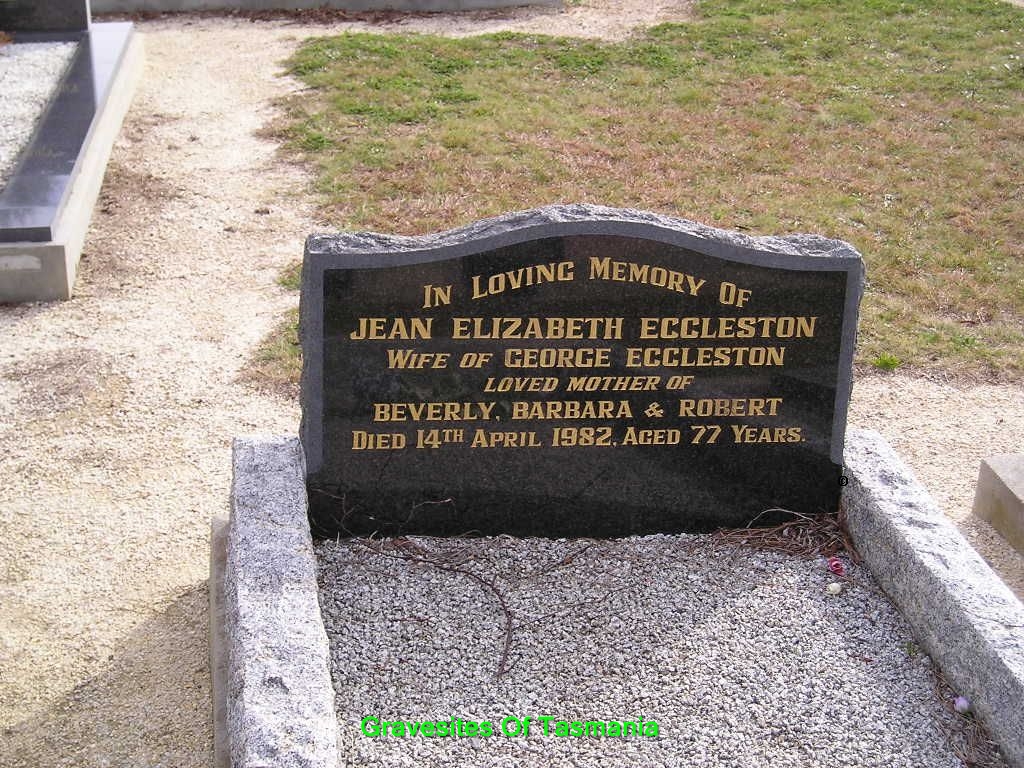 In Loving Memory Of
JEAN ELIZABETH ECCLESTON
Wife of GEORGE ECCLESTON
LOVED MOTHER OF
BEVERLY, BARBARA & ROBERT
Died 14TH April 1982, Aged 77 Years.
Gravesites Of Tasmania